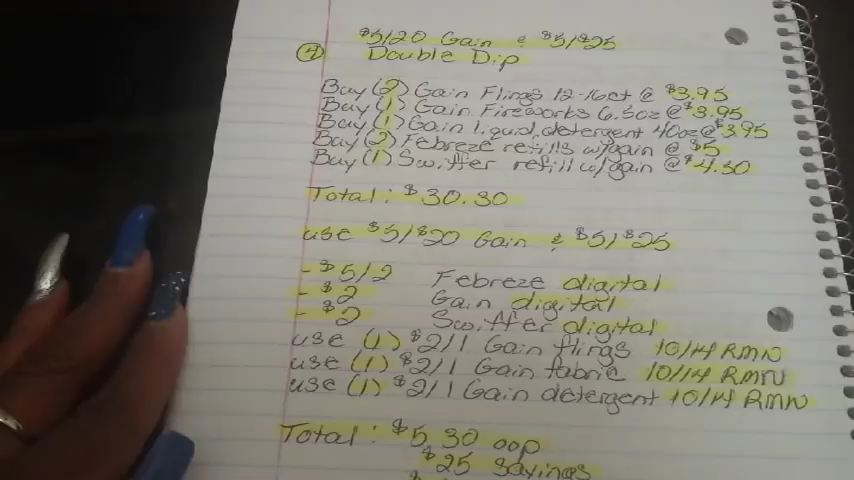 $5/20 Gain & $5/$25
④ Double Dip
Buy (2) Gain Flings 12-16ct @ $3.95
Buy (1) Gain Fireworks 6.5oz @ $3.95
Buy (1) Gain liquid detergent 40oz @ $3.95
Buy (2) Febreze refills w/gain @ $5
Buy (1) Swiffer refill w/gain @ $4.50
Total: $30.30
use $5/$20 Gain & $5/$25
- $5/2 Febreze digital
- $2 Gain digital
- $2 Swiffer digital
use (1) $2/1 Gain flings 10/14 RMN
use (1) $2/1 Gain fabric 10/14 RMN
use (1) $2/1 Gain detergent 10/14 RMN
Total: $5.30 oop
$25 savings